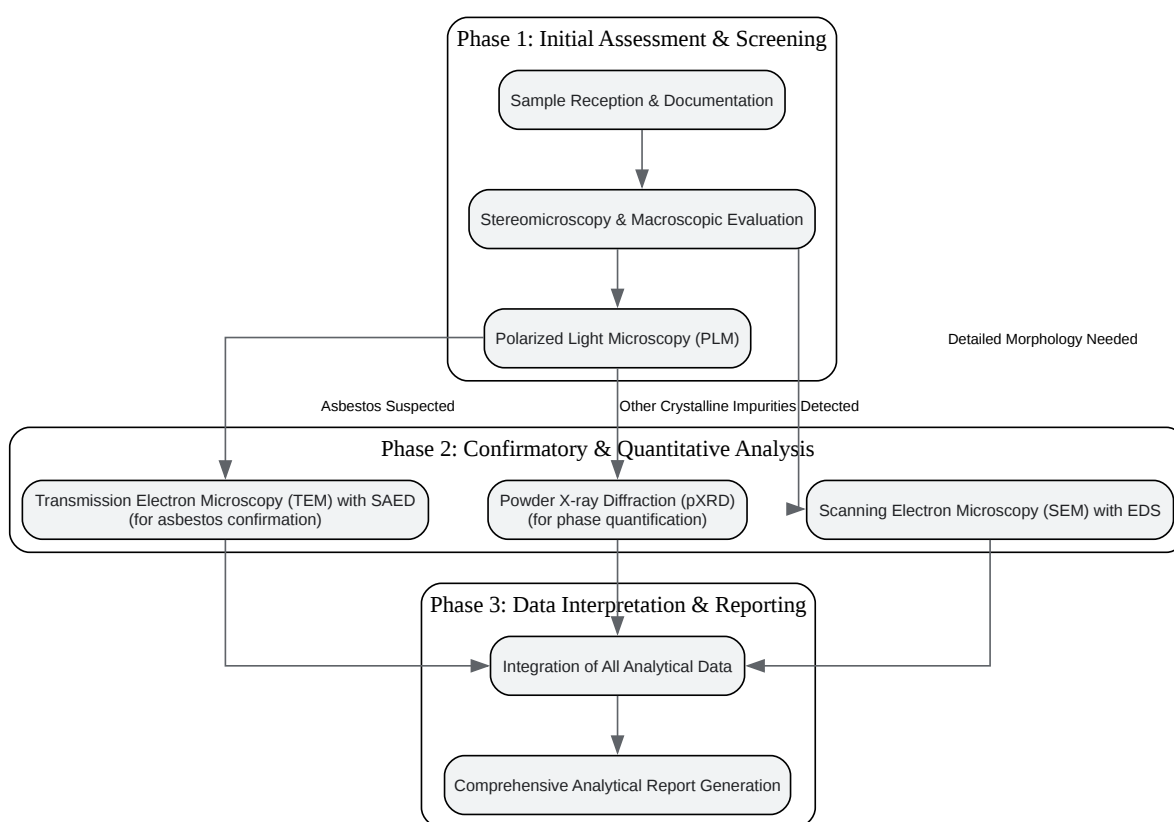 Phase 1: Initial Assessment & Screening
Sample Reception & Documentation
Stereomicroscopy & Macroscopic Evaluation
Polarized Light Microscopy (PLM)
Detailed Morphology Needed
Asbestos Suspected
Other Crystalline Impurities Detected
Phase 2: Confirmatory & Quantitative Analysis
Transmission Electron Microscopy (TEM) with SAED
(for asbestos confirmation)
Powder X-ray Diffraction (pXRD)
(for phase quantification)
Scanning Electron Microscopy (SEM) with EDS
Phase 3: Data Interpretation & Reporting
Integration of All Analytical Data
Comprehensive Analytical Report Generation